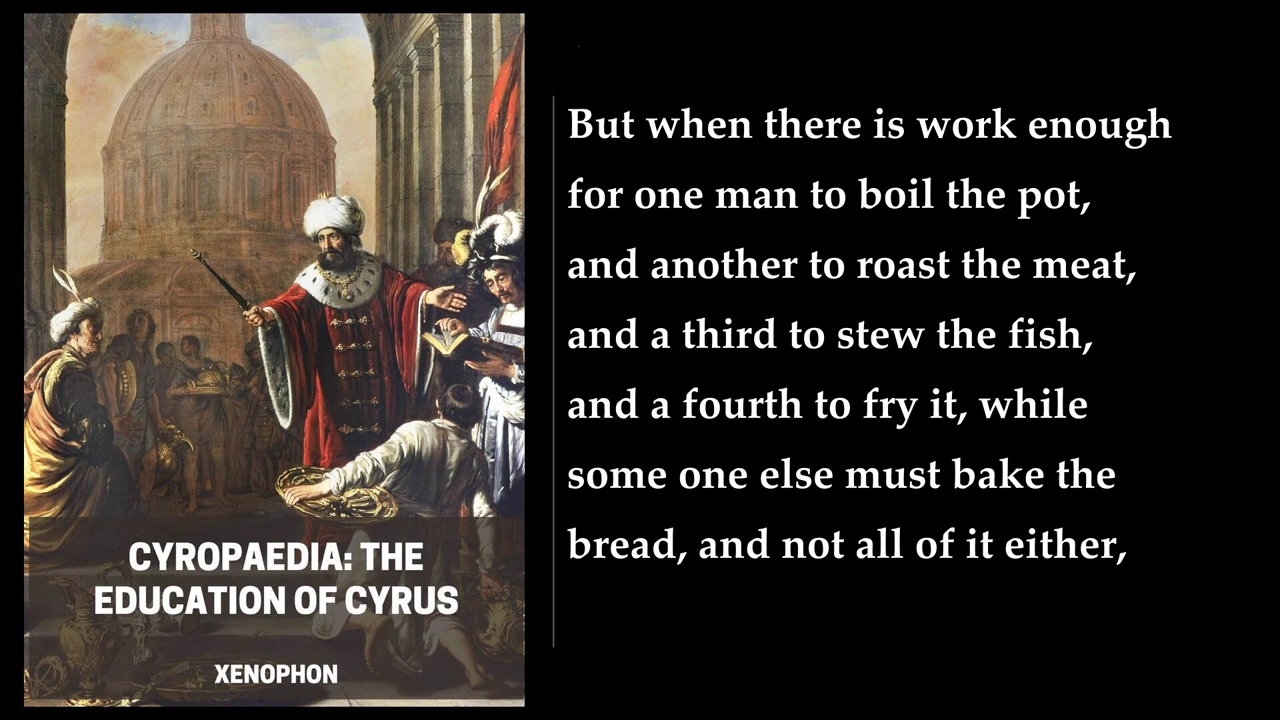 CYROPAEDIA: THE
EDUCATION OF CYRUS
XENOPHON
But when there is work enough
for one man to boil the pot,
and another to roast the meat,
and a third to stew the fish,
and a fourth to fry it, while
some one else must bake the
bread, and not all of it either,